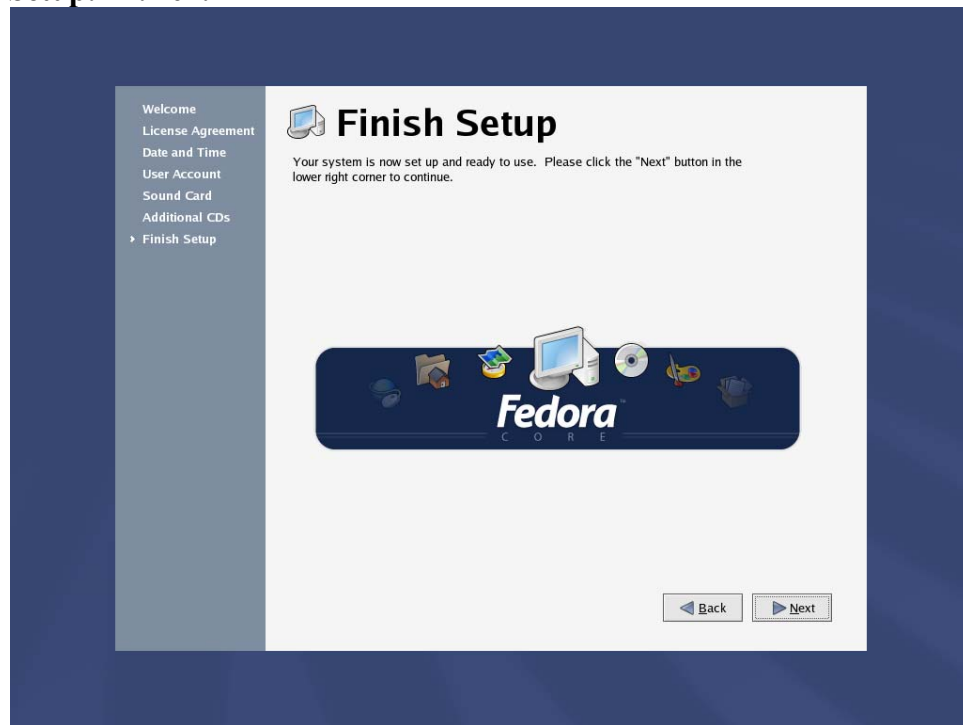 Welcome
License Agreement
Date and Time
User Account
Sound Card
Additional CDs
Finish Setup
Finish Setup
Your system is now set up and ready to use. Please click the "Next" button in the
lower right corner to continue.
Fedora
CORE
Back
Next